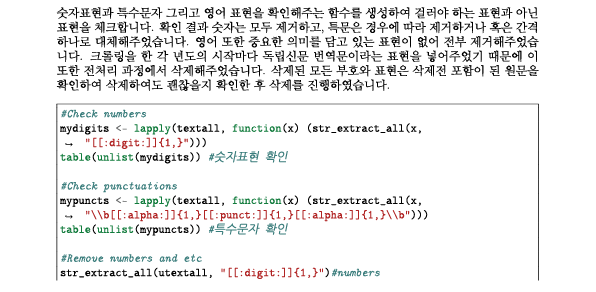 숫자표현과 특수문자 그리고 영어 표현을 확인해주는 함수를 생성하여 걸러야 하는 표현과 아닌
표현을 체크합니다. 확인 결과 숫자는 모두 제거하고, 특문은 경우에 따라 제거하거나 혹은 간격
하나로 대체해주었습니다. 영어 또한 중요한 의미를 담고 있는 표현이 없어 전부 제거해주었습니
다. 크롤링을 한 각 년도의 시작마다 독립신문 번역문이라는 표현을 넣어주었기 때문에 이
또한 전처리 과정에서 삭제해주었습니다. 삭제된 모든 부호와 표현은 삭제전 포함이 된 원문을
확인하여 삭제하여도 괜찮을지 확인한 후 삭제를 진행하였습니다.
#Check numbers
mydigits <- lapply(textall, function(x) (str_extract_all(x,
↪ "[[:digit:]]{1,}")))
table(unlist(mydigits)) #숫자표현 확인
#Check punctuations
mypuncts <- lapply(textall, function(x) (str_extract_all(x,
↪ "\\b[[:alpha:]]{1,}[[:punct:]]{1,}[[:alpha:]]{1,}\\b")))
table(unlist(mypuncts)) #특수문자 확인
#Remove numbers and etc
str_extract_all(utextall, "[[:digit:]]{1,}")#numbers